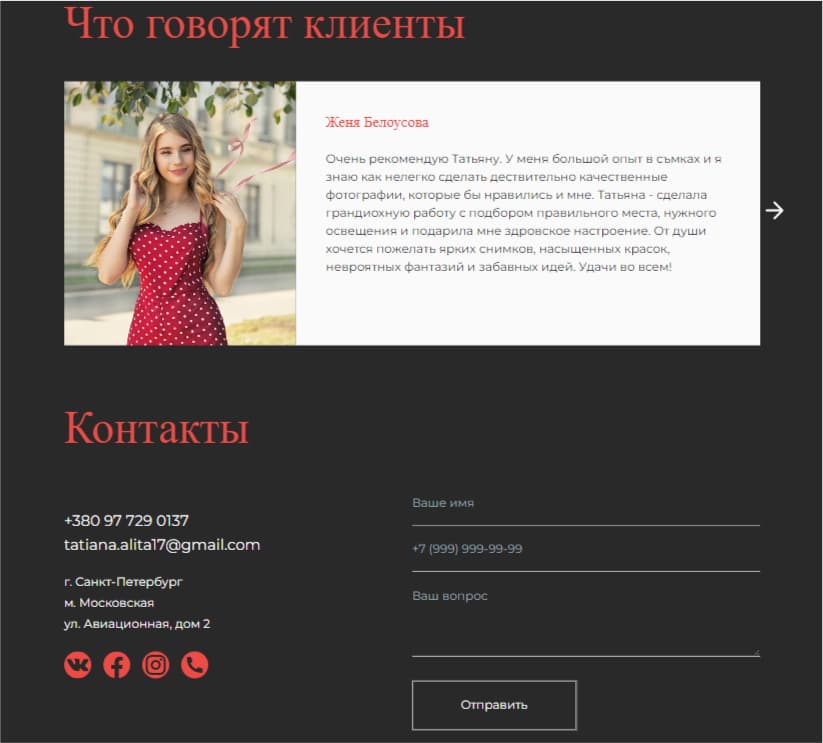 Что говорят клиенты
Женя Белоусова
Очень рекомендую Татьяну. У меня большой опыт в съмках и я
знаю как нелегко сделать дествительно качественные
фотографии, которые бы нравились и мне. Татьяна - сделала
грандиохную работу с подбором правильного места, нужного
освещения и подарила мне здровское настроение. От души
хочется пожелать ярких снимков, насыщенных красок,
невроятных фантазий и забавных идей. Удачи во всем!
Контакты
+380 97 729 0137
tatiana.alita17@gmail.com
г. Санкт-Петербург
м. Московская
ул. Авиационная, дом 2
Ваше имя
+7 (999) 999-99-99
Ваш вопрос
Отправить